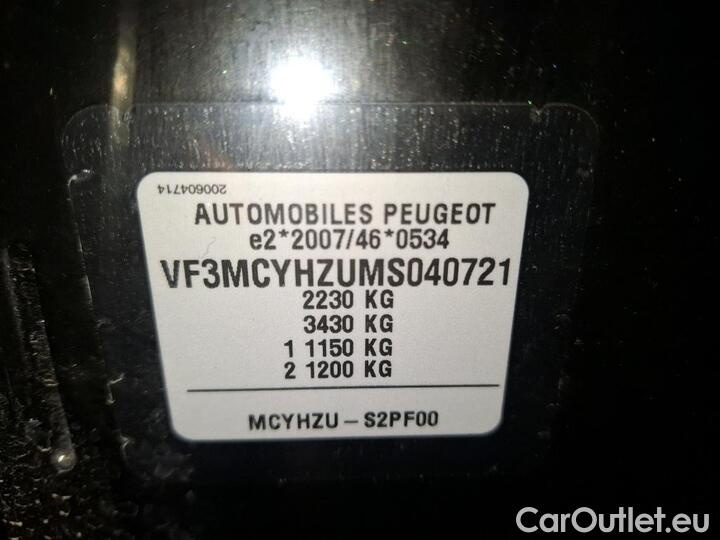 200604714
AUTOMOBILES PEUGEOT
e2*2007/46*0534
VF3MCYHZUMS040721
2230 KG
3430 KG
1 1150 KG
2 1200 KG
MCYHZU – S2PF00
CarOutlet.eu